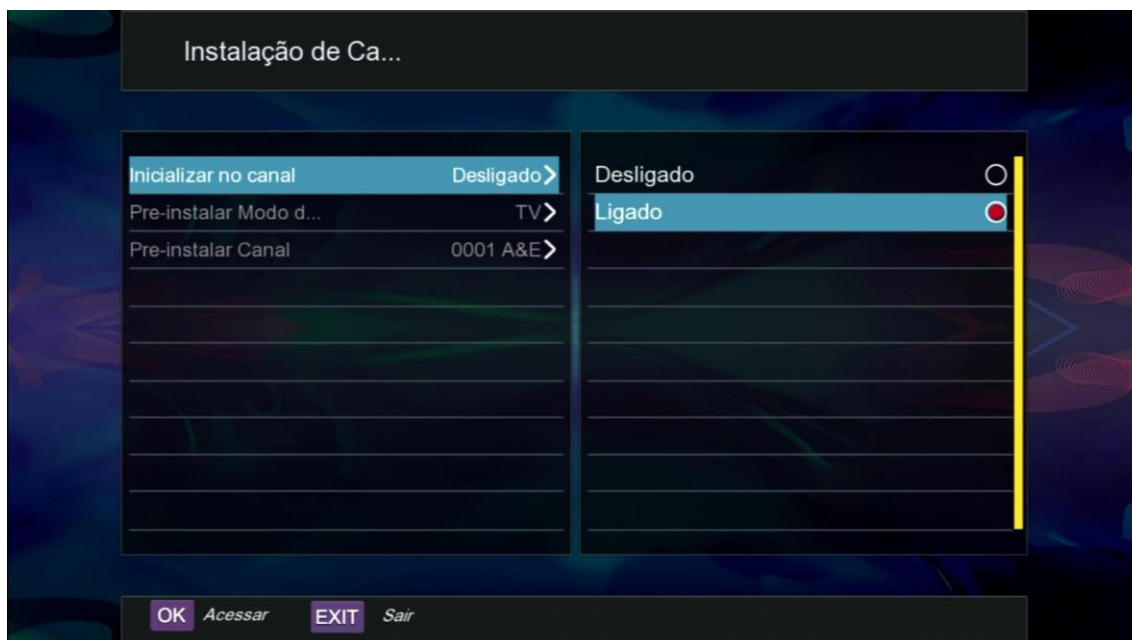 Instalação de Ca...
Inicializar no canal Desligado
Pre-instalar Modo d... TV
Pre-instalar Canal 0001 A&E
Desligado
Ligado
OK Acessar EXIT Sair